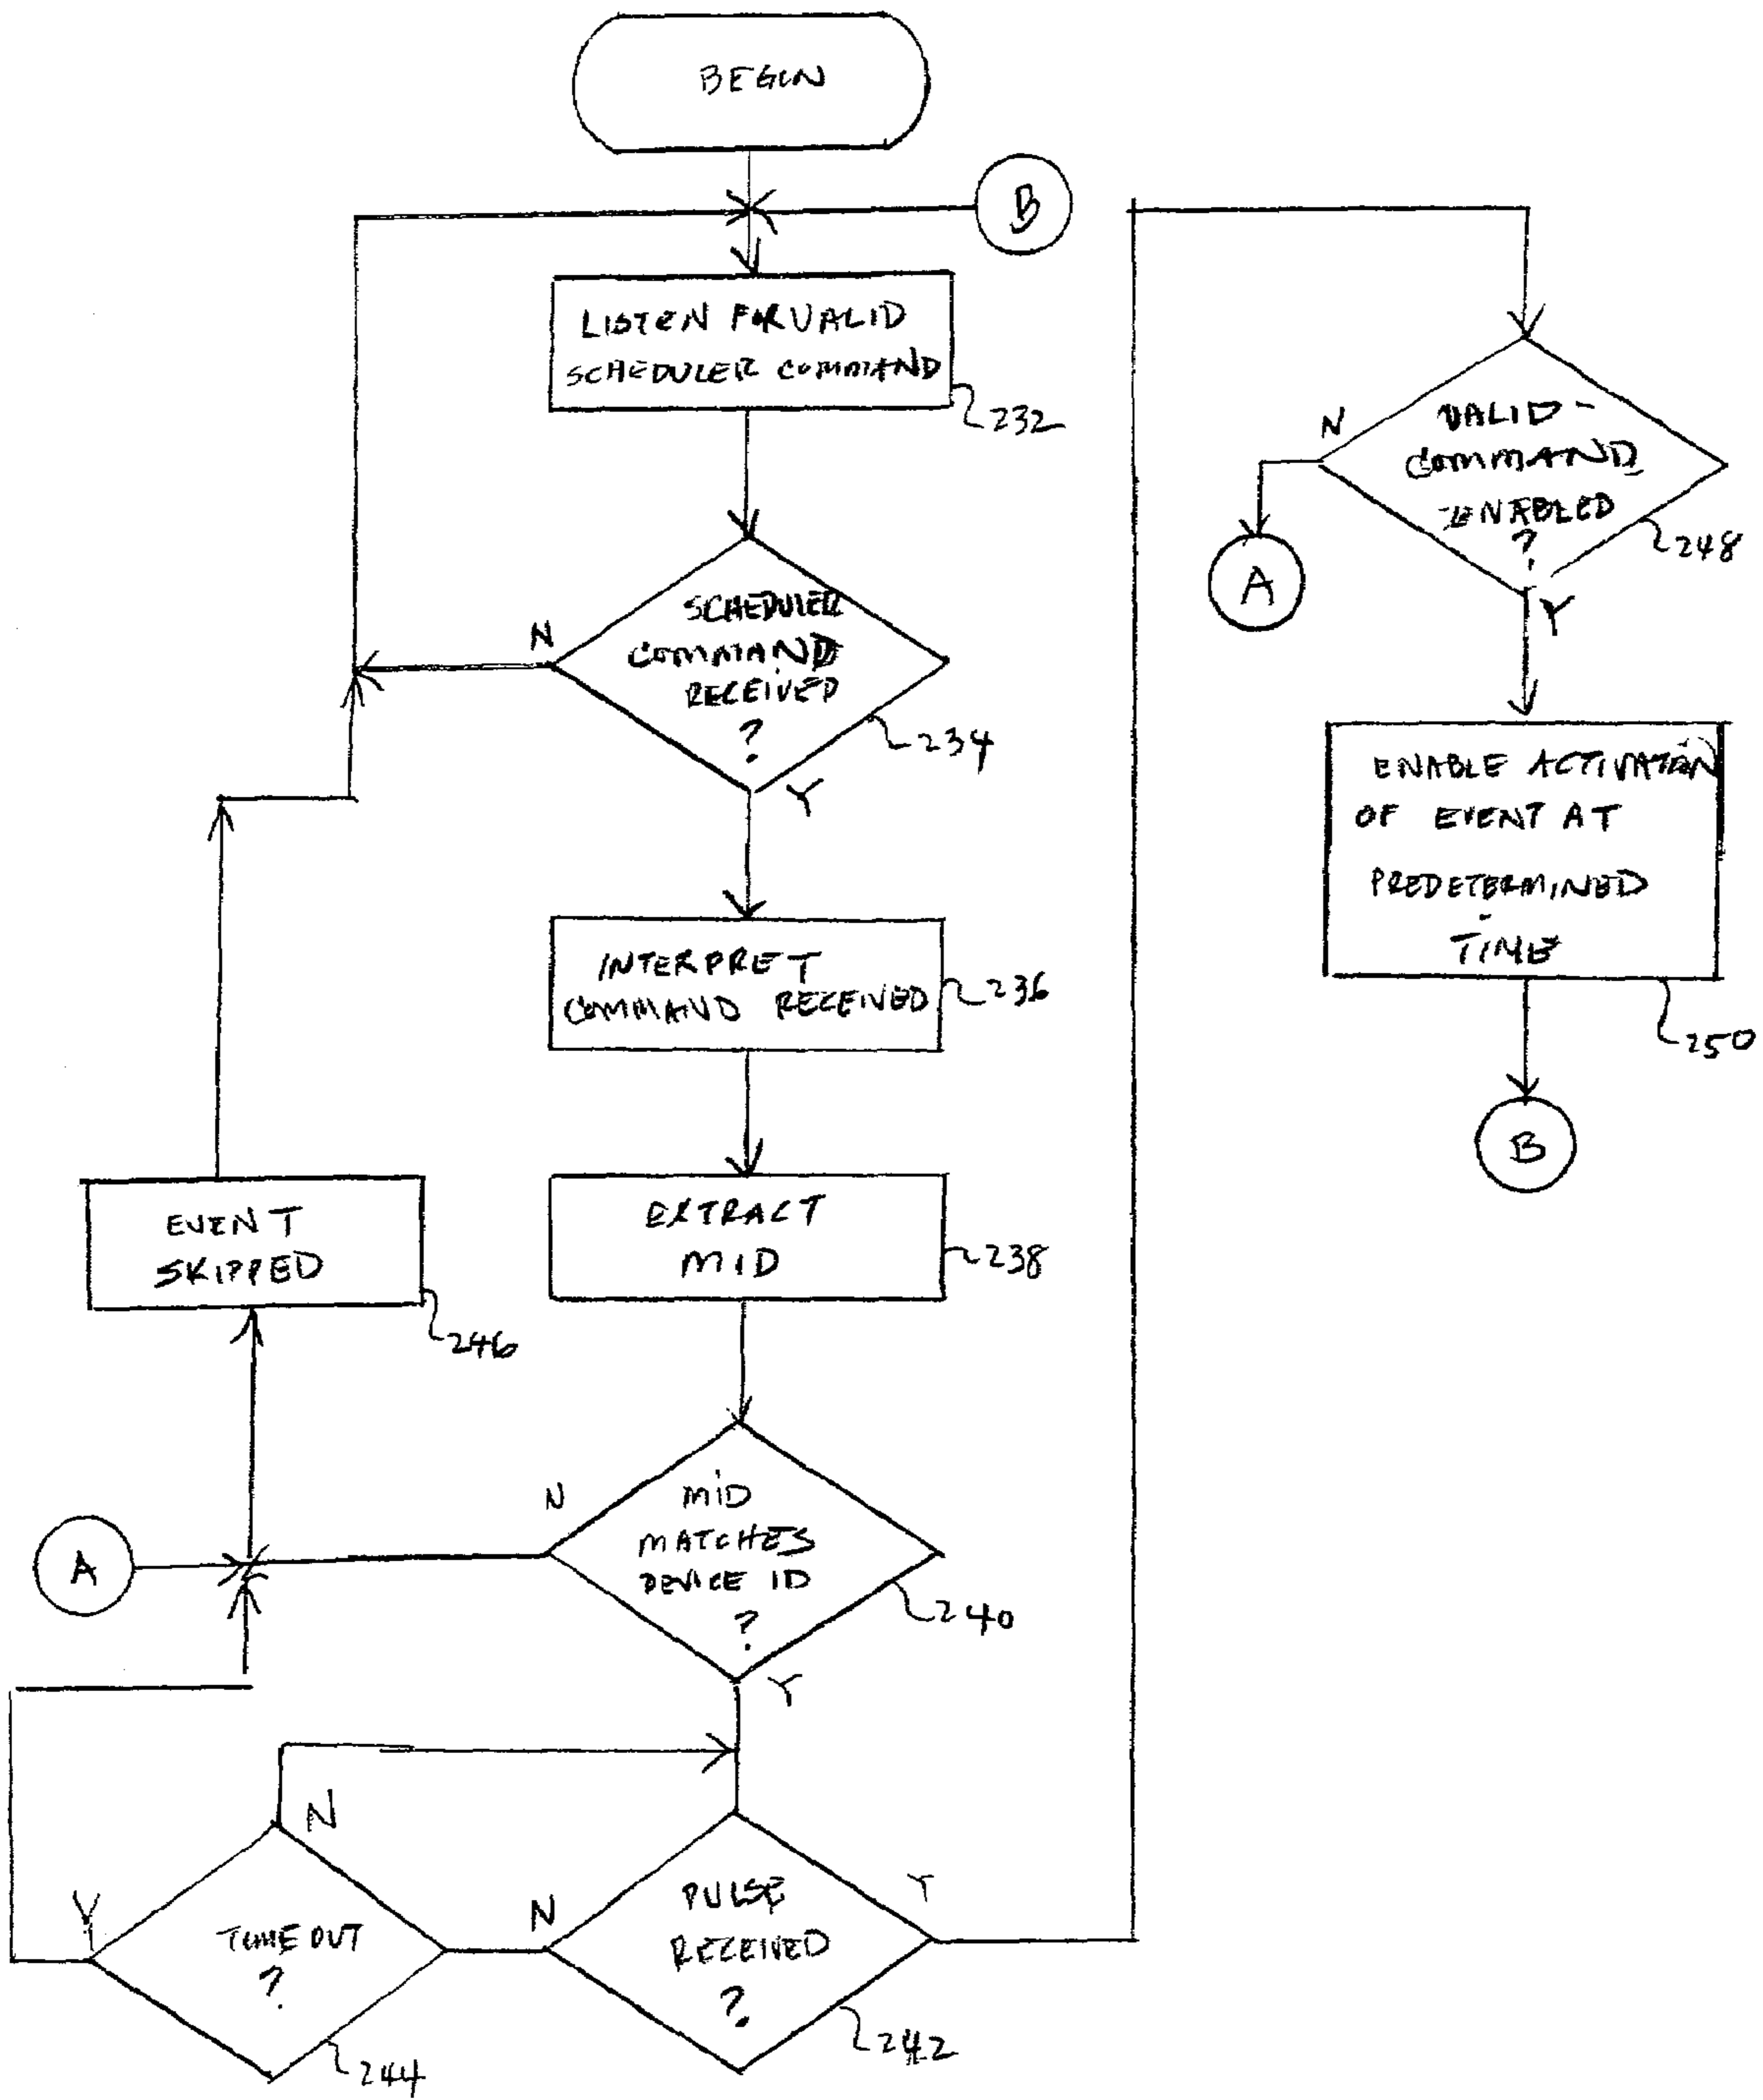 BEGIN
B
LISTEN FOR VALID
SCHEDULER COMMAND
232
N
SCHEDULER
COMMAND
RECEIVED
?
234
Y
INTERPRET
COMMAND RECEIVED
236
EXTRACT
MID
238
EVENT
SKIPPED
246
N
MID
MATCHES
DEVICE ID
?
240
Y
A
N
Y
TIME OUT
?
244
N
PULSE
RECEIVED
?
Y
242
N
VALID-
COMMAND
ENABLED
?
248
Y
A
ENABLE ACTIVATION
OF EVENT AT
PREDETERMINED
TIME
250
B